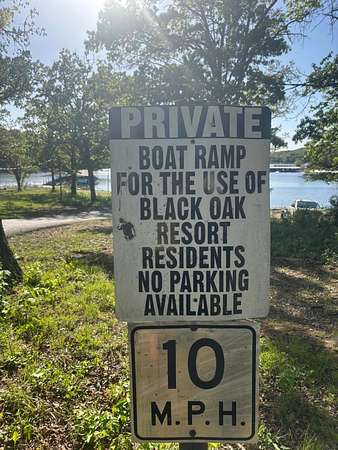 PRIVATE
BOAT RAMP
FOR THE USE OF
BLACK OAK
RESORT
RESIDENTS
NO PARKING
AVAILABLE
10
M.P.H.